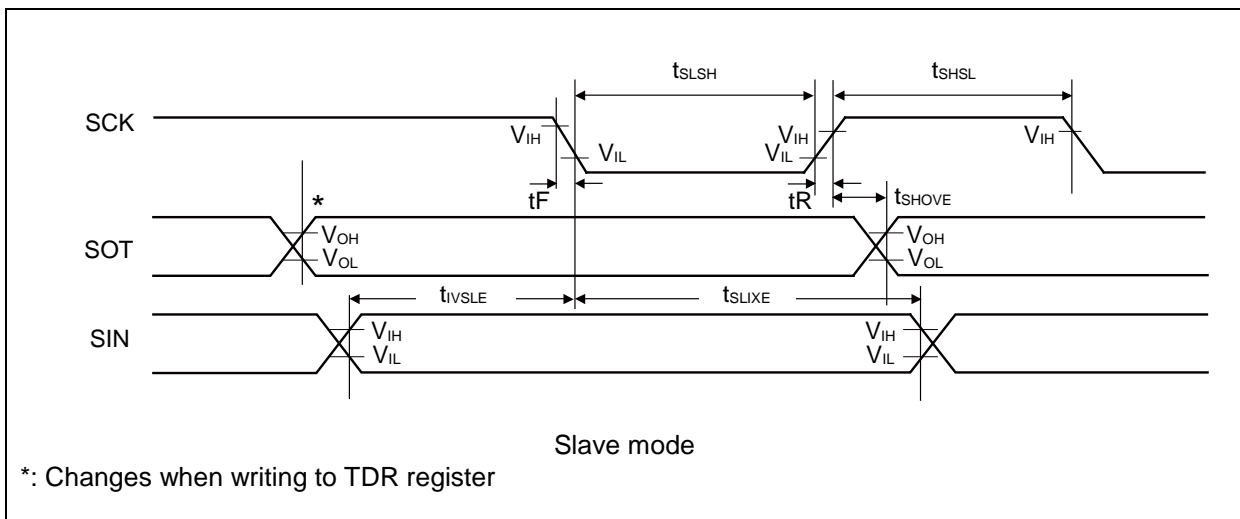 tSLSH
tSHSL
SCK
VIH
VIL
VIH
VIL
VIH
tF
tR
tSHOVE
*
SOT
VOH
VOL
VOH
VOL
tIVSLE
tSLIXE
SIN
VIH
VIL
VIH
VIL
Slave mode
*: Changes when writing to TDR register